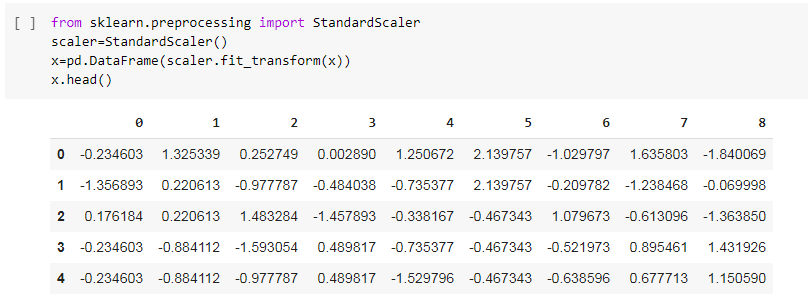 [ ] from sklearn.preprocessing import StandardScaler
scaler=StandardScaler()
x=pd.DataFrame(scaler.fit_transform(x))
x.head()
0 1 2 3 4 5 6 7 8
0 -0.234603 1.325339 0.252749 0.002890 1.250672 2.139757 -1.029797 1.635803 -1.840069
1 -1.356893 0.220613 -0.977787 -0.484038 -0.735377 2.139757 -0.209782 -1.238468 -0.069998
2 0.176184 0.220613 1.483284 -1.457893 -0.338167 -0.467343 1.079673 -0.613096 -1.363850
3 -0.234603 -0.884112 -1.593054 0.489817 -0.735377 -0.467343 -0.521973 0.895461 1.431926
4 -0.234603 -0.884112 -0.977787 0.489817 -1.529796 -0.467343 -0.638596 0.677713 1.150590